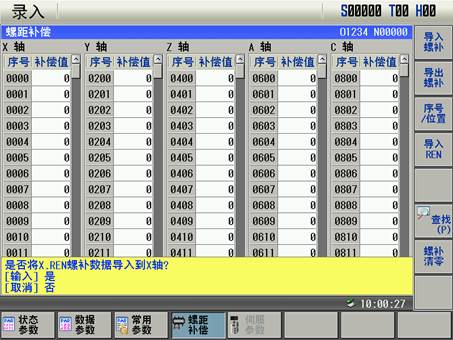 录入 S00000 T00 H00
螺距补偿 O1234 N00000
X 轴 Y 轴 Z 轴 A 轴 C 轴
序号 补偿值 序号 补偿值 序号 补偿值 序号 补偿值 序号 补偿值
0000 0 0200 0 0400 0 0600 0 0800 0
0001 0 0201 0 0401 0 0601 0 0801 0
0002 0 0202 0 0402 0 0602 0 0802 0
0003 0 0203 0 0403 0 0603 0 0803 0
0004 0 0204 0 0404 0 0604 0 0804 0
0005 0 0205 0 0405 0 0605 0 0805 0
0006 0 0206 0 0406 0 0606 0 0806 0
0007 0 0207 0 0407 0 0607 0 0807 0
0008 0 0208 0 0408 0 0608 0 0808 0
0009 0 0209 0 0409 0 0609 0 0809 0
0010 0 0210 0 0410 0 0610 0 0810 0
0011 0 0211 0 0411 0 0611 0 0811 0
是否将X.REN螺补数据导入到X轴?
[输入] 是
[取消] 否
10:00:27
导入
螺补
导出
螺补
序号
/位置
导入
REN
查找
(P)
螺补
清零
状态
参数
数据
参数
常用
参数
螺距
补偿
伺服
参数